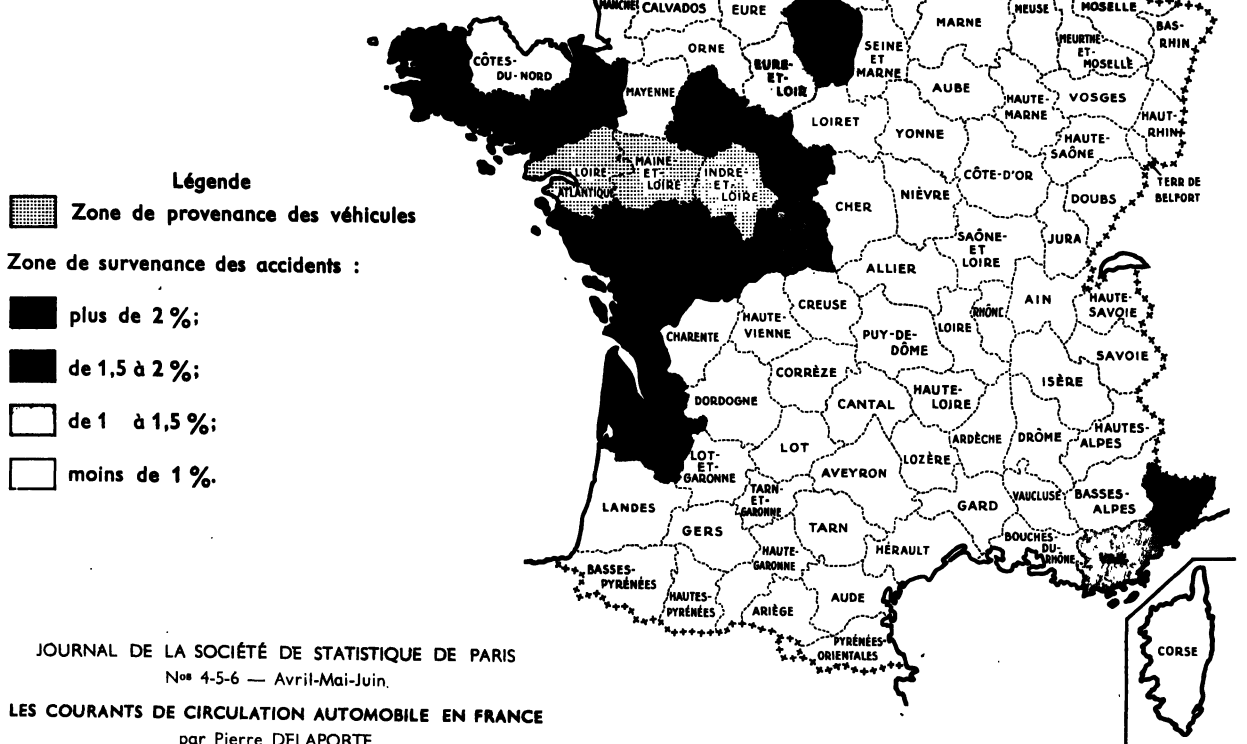 MANCHE
CALVADOS
EURE
MARNE
MEUSE
MOSELLE
BAS-
RHIN
ORNE
SEINE
ET
MARNE
MEURTHE-
ET-
MOSELLE
CÔTES-
DU-NORD
EURE-
ET-
LOIR
MAYENNE
AUBE
HAUTE-
MARNE
VOSGES
HAUT-
RHIN
LOIRET
YONNE
HAUTE-
SAÔNE
LOIRE
ATLANTIQUE
MAINE-
ET-
LOIRE
INDRE-
ET-
LOIRE
CHER
NIÈVRE
CÔTE-D'OR
DOUBS
TERR DE
BELFORT
Légende
Zone de provenance des véhicules
Zone de survenance des accidents :
plus de 2 %;
de 1,5 à 2 %;
de 1 à 1,5 %;
moins de 1 %.
SAÔNE-
ET
LOIRE
JURA
ALLIER
CREUSE
HAUTE-
VIENNE
CHARENTE
PUY-DE-
DÔME
LOIRE
RHÔNE
AIN
HAUTE-
SAVOIE
SAVOIE
CORRÈZE
DORDOGNE
CANTAL
HAUTE-
LOIRE
ISÈRE
LOT-
ET-
GARONNE
LOT
AVEYRON
LOZÈRE
ARDÈCHE
DRÔME
HAUTES-
ALPES
LANDES
TARN-
ET-
GARONNE
GERS
TARN
GARD
VAUCLUSE
BASSES-
ALPES
HÉRAULT
BOUCHES
DU-
RHÔNE
VAR
BASSES-
PYRÉNÉES
HAUTES-
PYRÉNÉES
HAUTE-
GARONNE
ARIÈGE
AUDE
PYRÉNÉES-
ORIENTALES
CORSE
JOURNAL DE LA SOCIÉTÉ DE STATISTIQUE DE PARIS
Nos 4-5-6 — Avril-Mai-Juin.
LES COURANTS DE CIRCULATION AUTOMOBILE EN FRANCE
par Pierre DELAPORTE